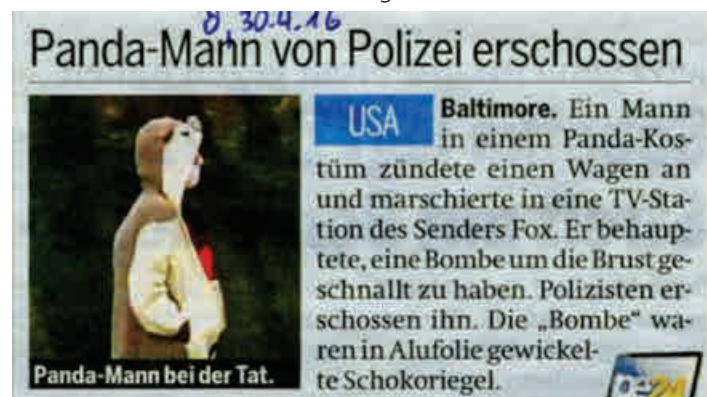 ö, 30.4.16
Panda-Mann von Polizei erschossen
USA
Baltimore. Ein Mann
in einem Panda-Kos-
tüm zündete einen Wagen an
und marschierte in eine TV-Sta-
tion des Senders Fox. Er behaup-
tete, eine Bombe um die Brust ge-
schnallt zu haben. Polizisten er-
schossen ihn. Die „Bombe“ wa-
ren in Alufolie gewickel-
te Schokoriegel.
Panda-Mann bei der Tat.